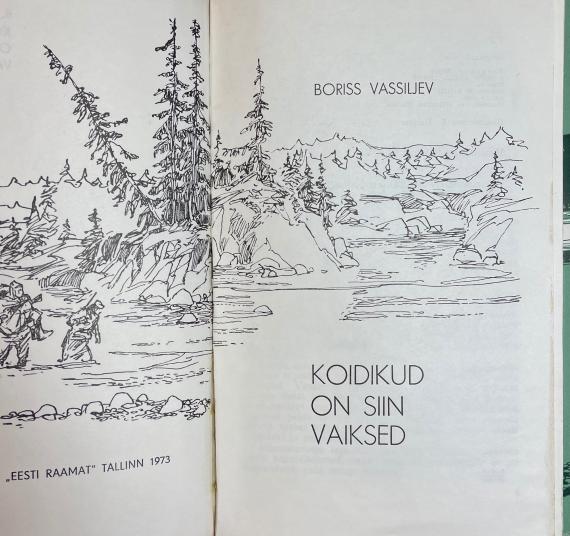 „EESTI RAAMAT" TALLINN 1973
BORISS VASSILJEV
KOIDIKUD
ON SIIN
VAIKSED